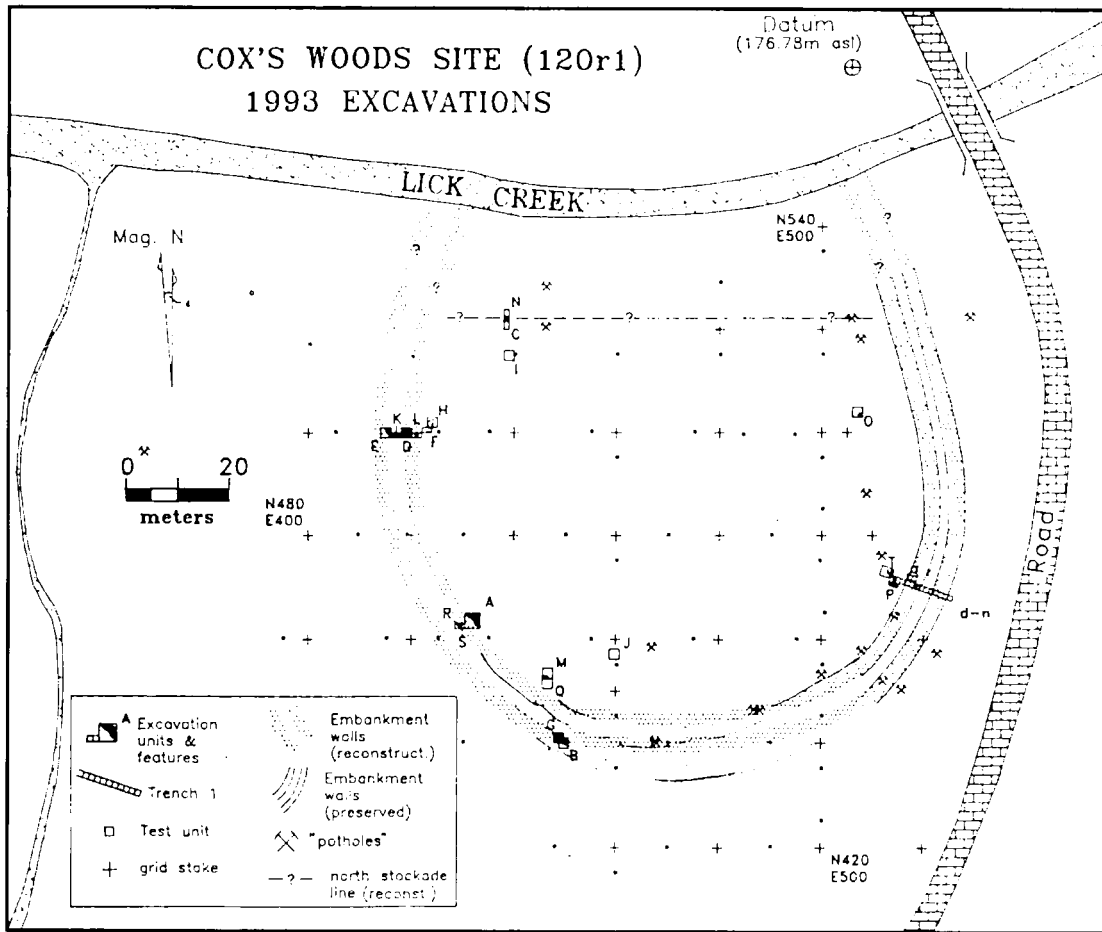 COX'S WOODS SITE (12Or1)
1993 EXCAVATIONS
Datum
(176.78m asl)
LICK CREEK
Mag. N
N540
E500
?
?
?
?
N
?
?
?
C
I
O
K
L
H
E
D
F
0 20
meters
N480
E400
Road
T
P
d-n
R
A
S
J
M
Q
G
B
A
Excavation
units &
features
Trench 1
Test unit
grid stake
Embankment
walls
(reconstruct.)
Embankment
walls
(preserved)
"potholes"
—?— north stockade
line (reconst.)
N420
E500